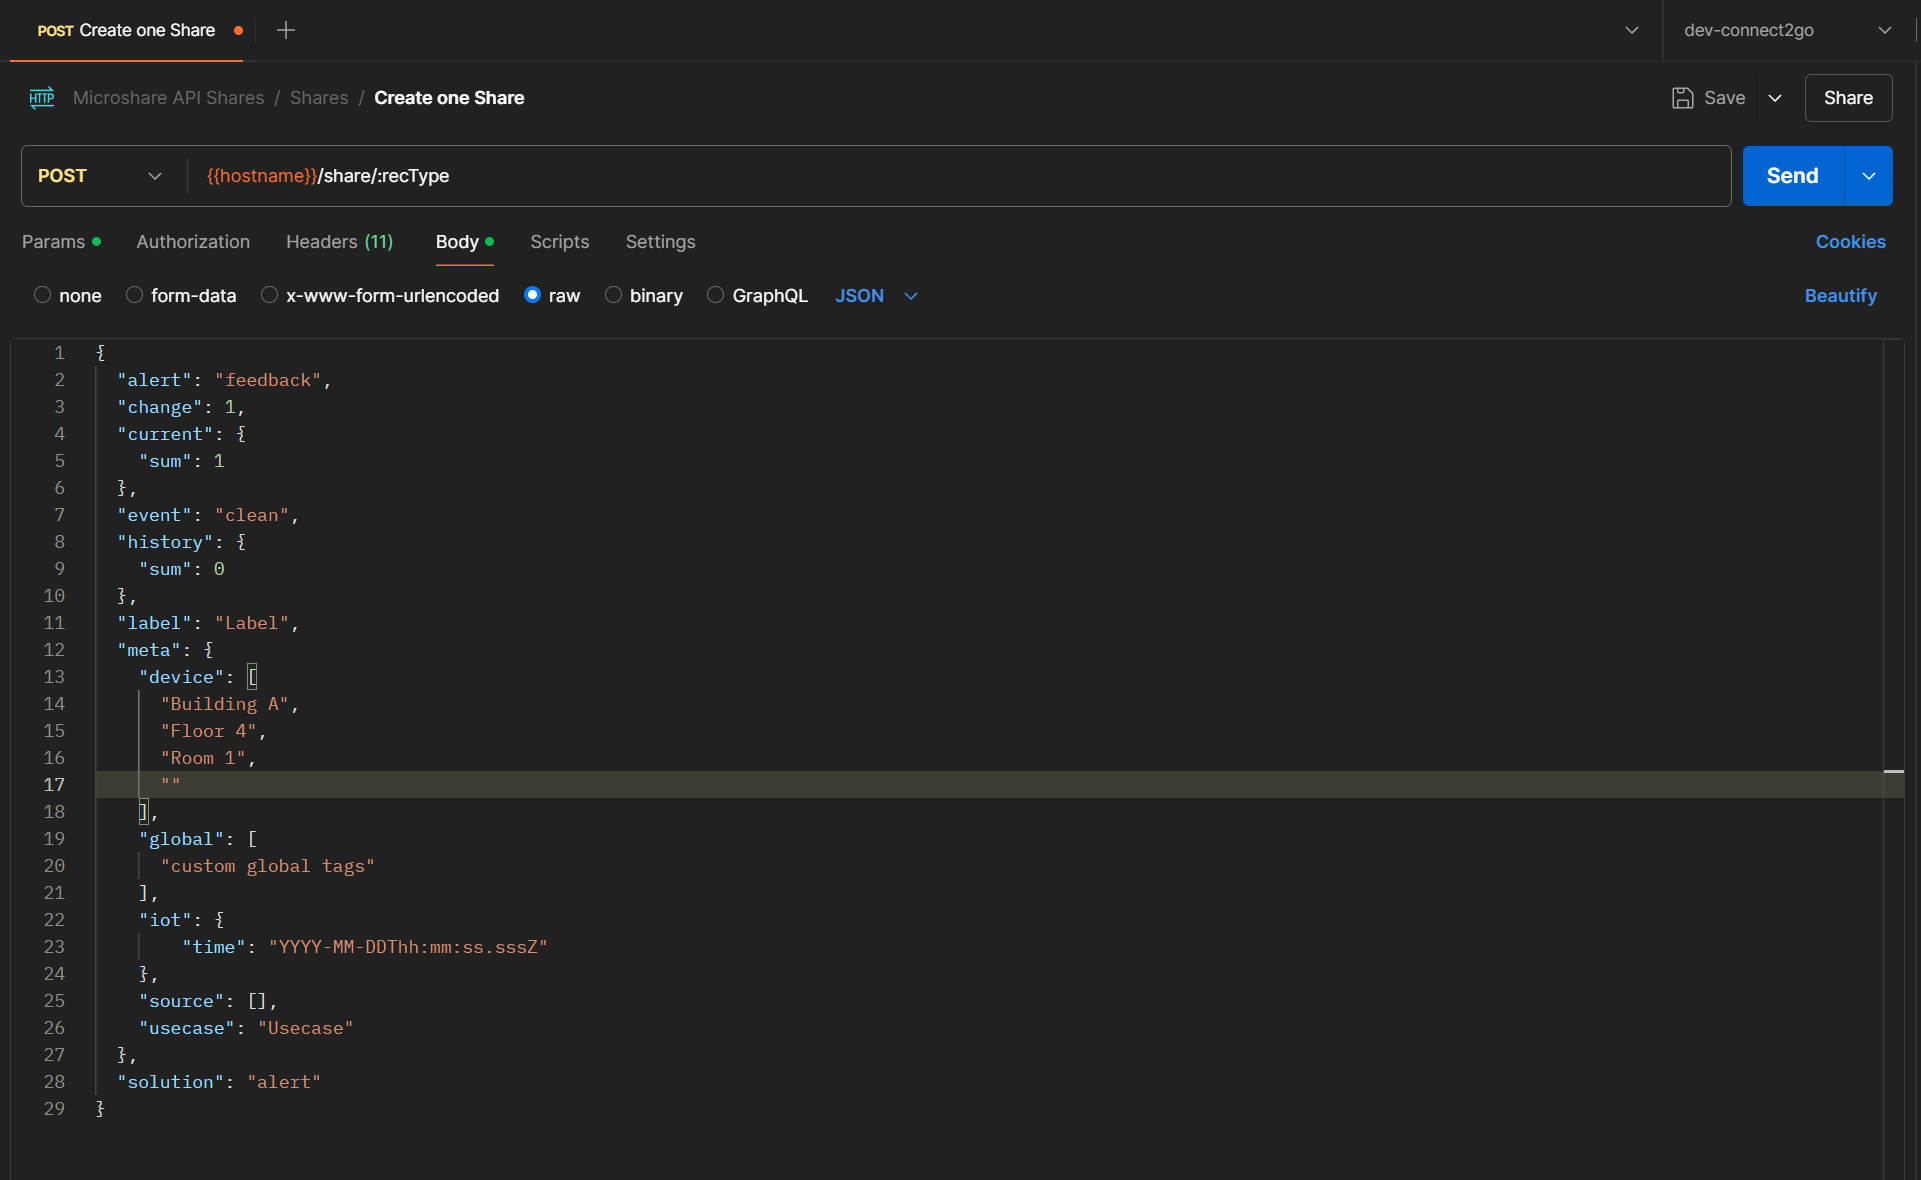 POST Create one Share
dev-connect2go
HTTP Microshare API Shares / Shares / Create one Share
Save
Share
POST
{{hostname}}/share/:recType
Send
Params Authorization Headers (11) Body Scripts Settings Cookies
none form-data x-www-form-urlencoded raw binary GraphQL JSON Beautify
1 {
2 "alert": "feedback",
3 "change": 1,
4 "current": {
5 "sum": 1
6 },
7 "event": "clean",
8 "history": {
9 "sum": 0
10 },
11 "label": "Label",
12 "meta": {
13 "device": [
14 "Building A",
15 "Floor 4",
16 "Room 1",
17 ""
18 ],
19 "global": [
20 "custom global tags"
21 ],
22 "iot": {
23 "time": "YYYY-MM-DDThh:mm:ss.sssZ"
24 },
25 "source": [],
26 "usecase": "Usecase"
27 },
28 "solution": "alert"
29 }